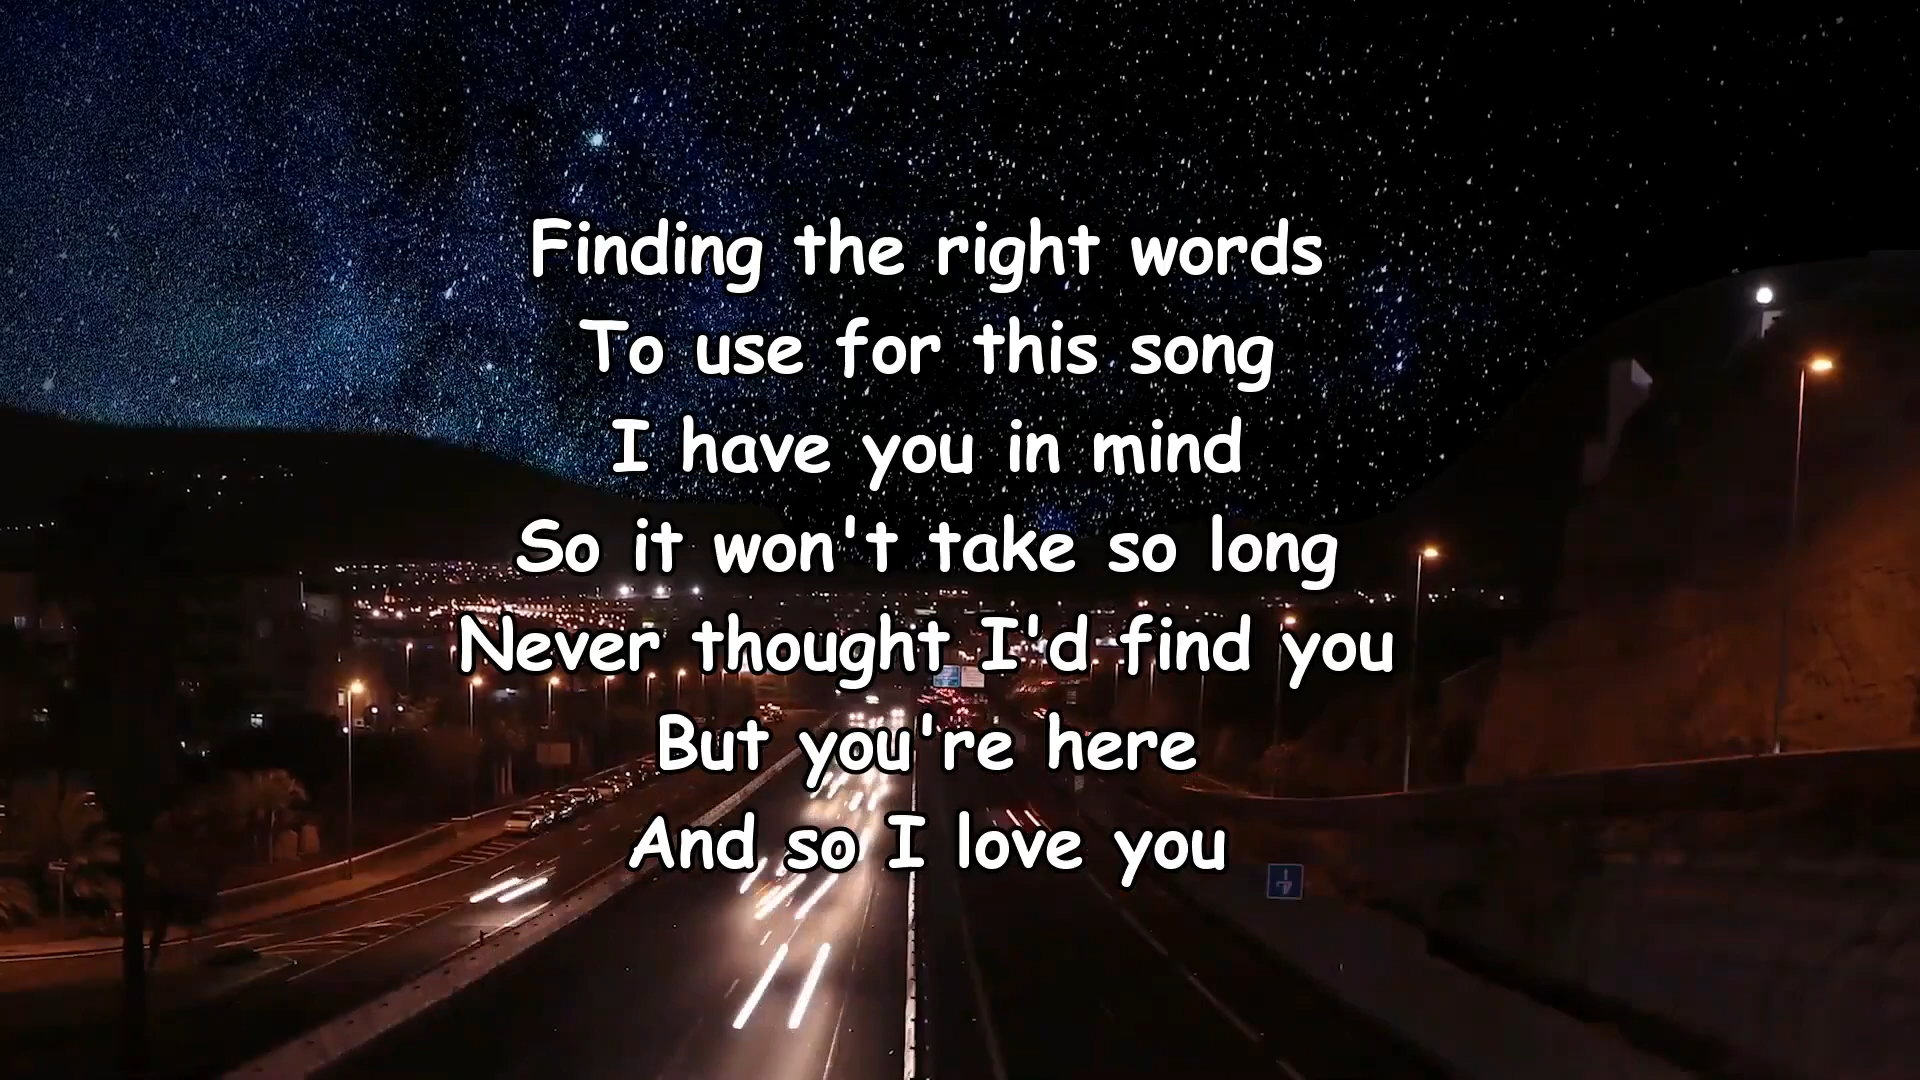 Finding the right words
To use for this song
I have you in mind
So it won't take so long
Never thought I'd find you
But you're here
And so I love you